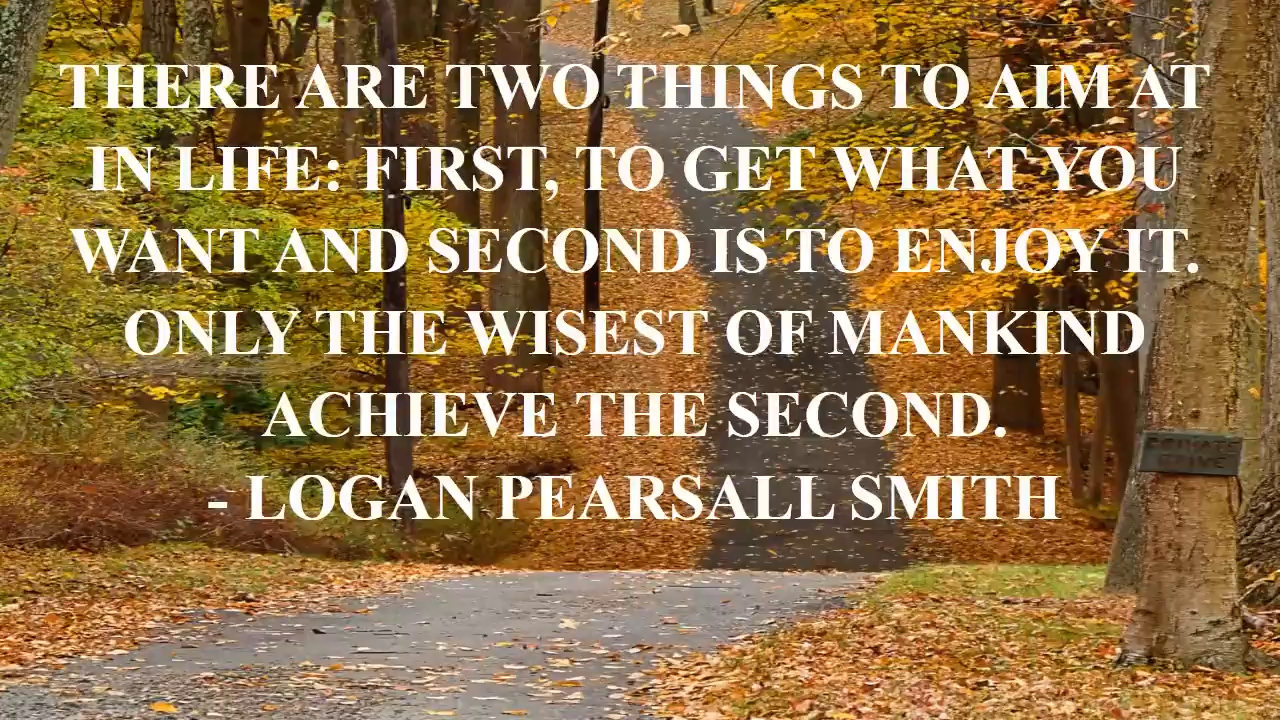 THERE ARE TWO THINGS TO AIM AT
IN LIFE: FIRST, TO GET WHAT YOU
WANT AND SECOND IS TO ENJOY IT.
ONLY THE WISEST OF MANKIND
ACHIEVE THE SECOND.
- LOGAN PEARSALL SMITH